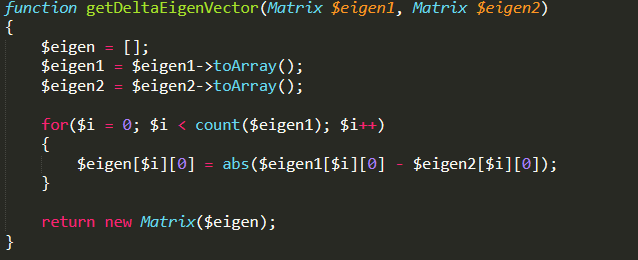 function getDeltaEigenVector(Matrix $eigen1, Matrix $eigen2)
{
    $eigen = [];
    $eigen1 = $eigen1->toArray();
    $eigen2 = $eigen2->toArray();

    for($i = 0; $i < count($eigen1); $i++)
    {
        $eigen[$i][0] = abs($eigen1[$i][0] - $eigen2[$i][0]);
    }

    return new Matrix($eigen);
}